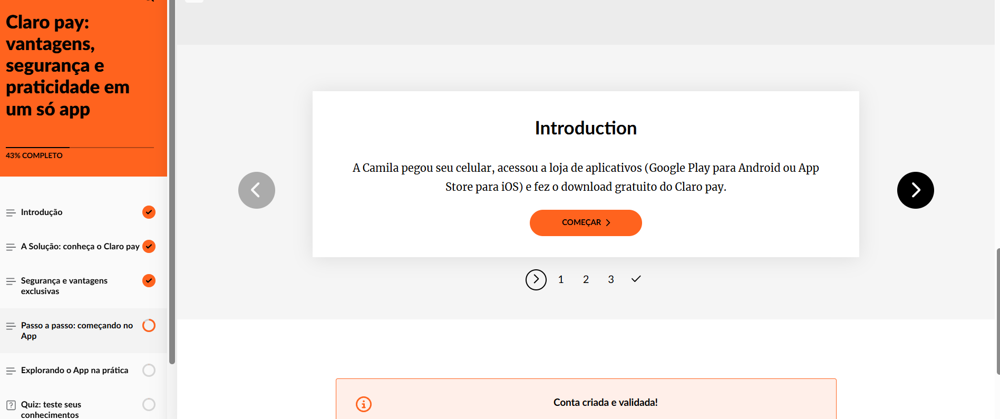 Claro pay:
vantagens,
segurança e
praticidade em
um só app
43% COMPLETO
Introdução
A Solução: conheça o Claro pay
Segurança e vantagens
exclusivas
Passo a passo: começando no
App
Explorando o App na prática
Quiz: teste seus
conhecimentos
Introduction
A Camila pegou seu celular, acessou a loja de aplicativos (Google Play para Android ou App
Store para iOS) e fez o download gratuito do Claro pay.
COMEÇAR
1 2 3
Conta criada e validada!